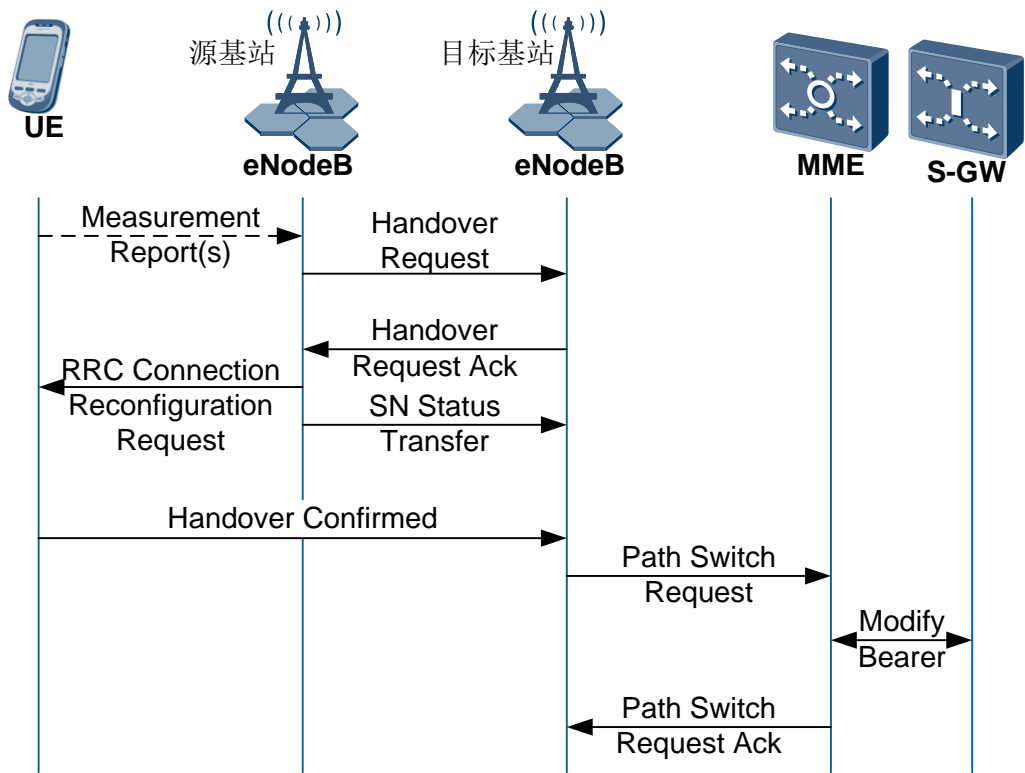 源基站
目标基站
UE
eNodeB
eNodeB
MME
S-GW
Measurement
Report(s)
Handover
Request
Handover
Request Ack
RRC Connection
Reconfiguration
Request
SN Status
Transfer
Handover Confirmed
Path Switch
Request
Modify
Bearer
Path Switch
Request Ack